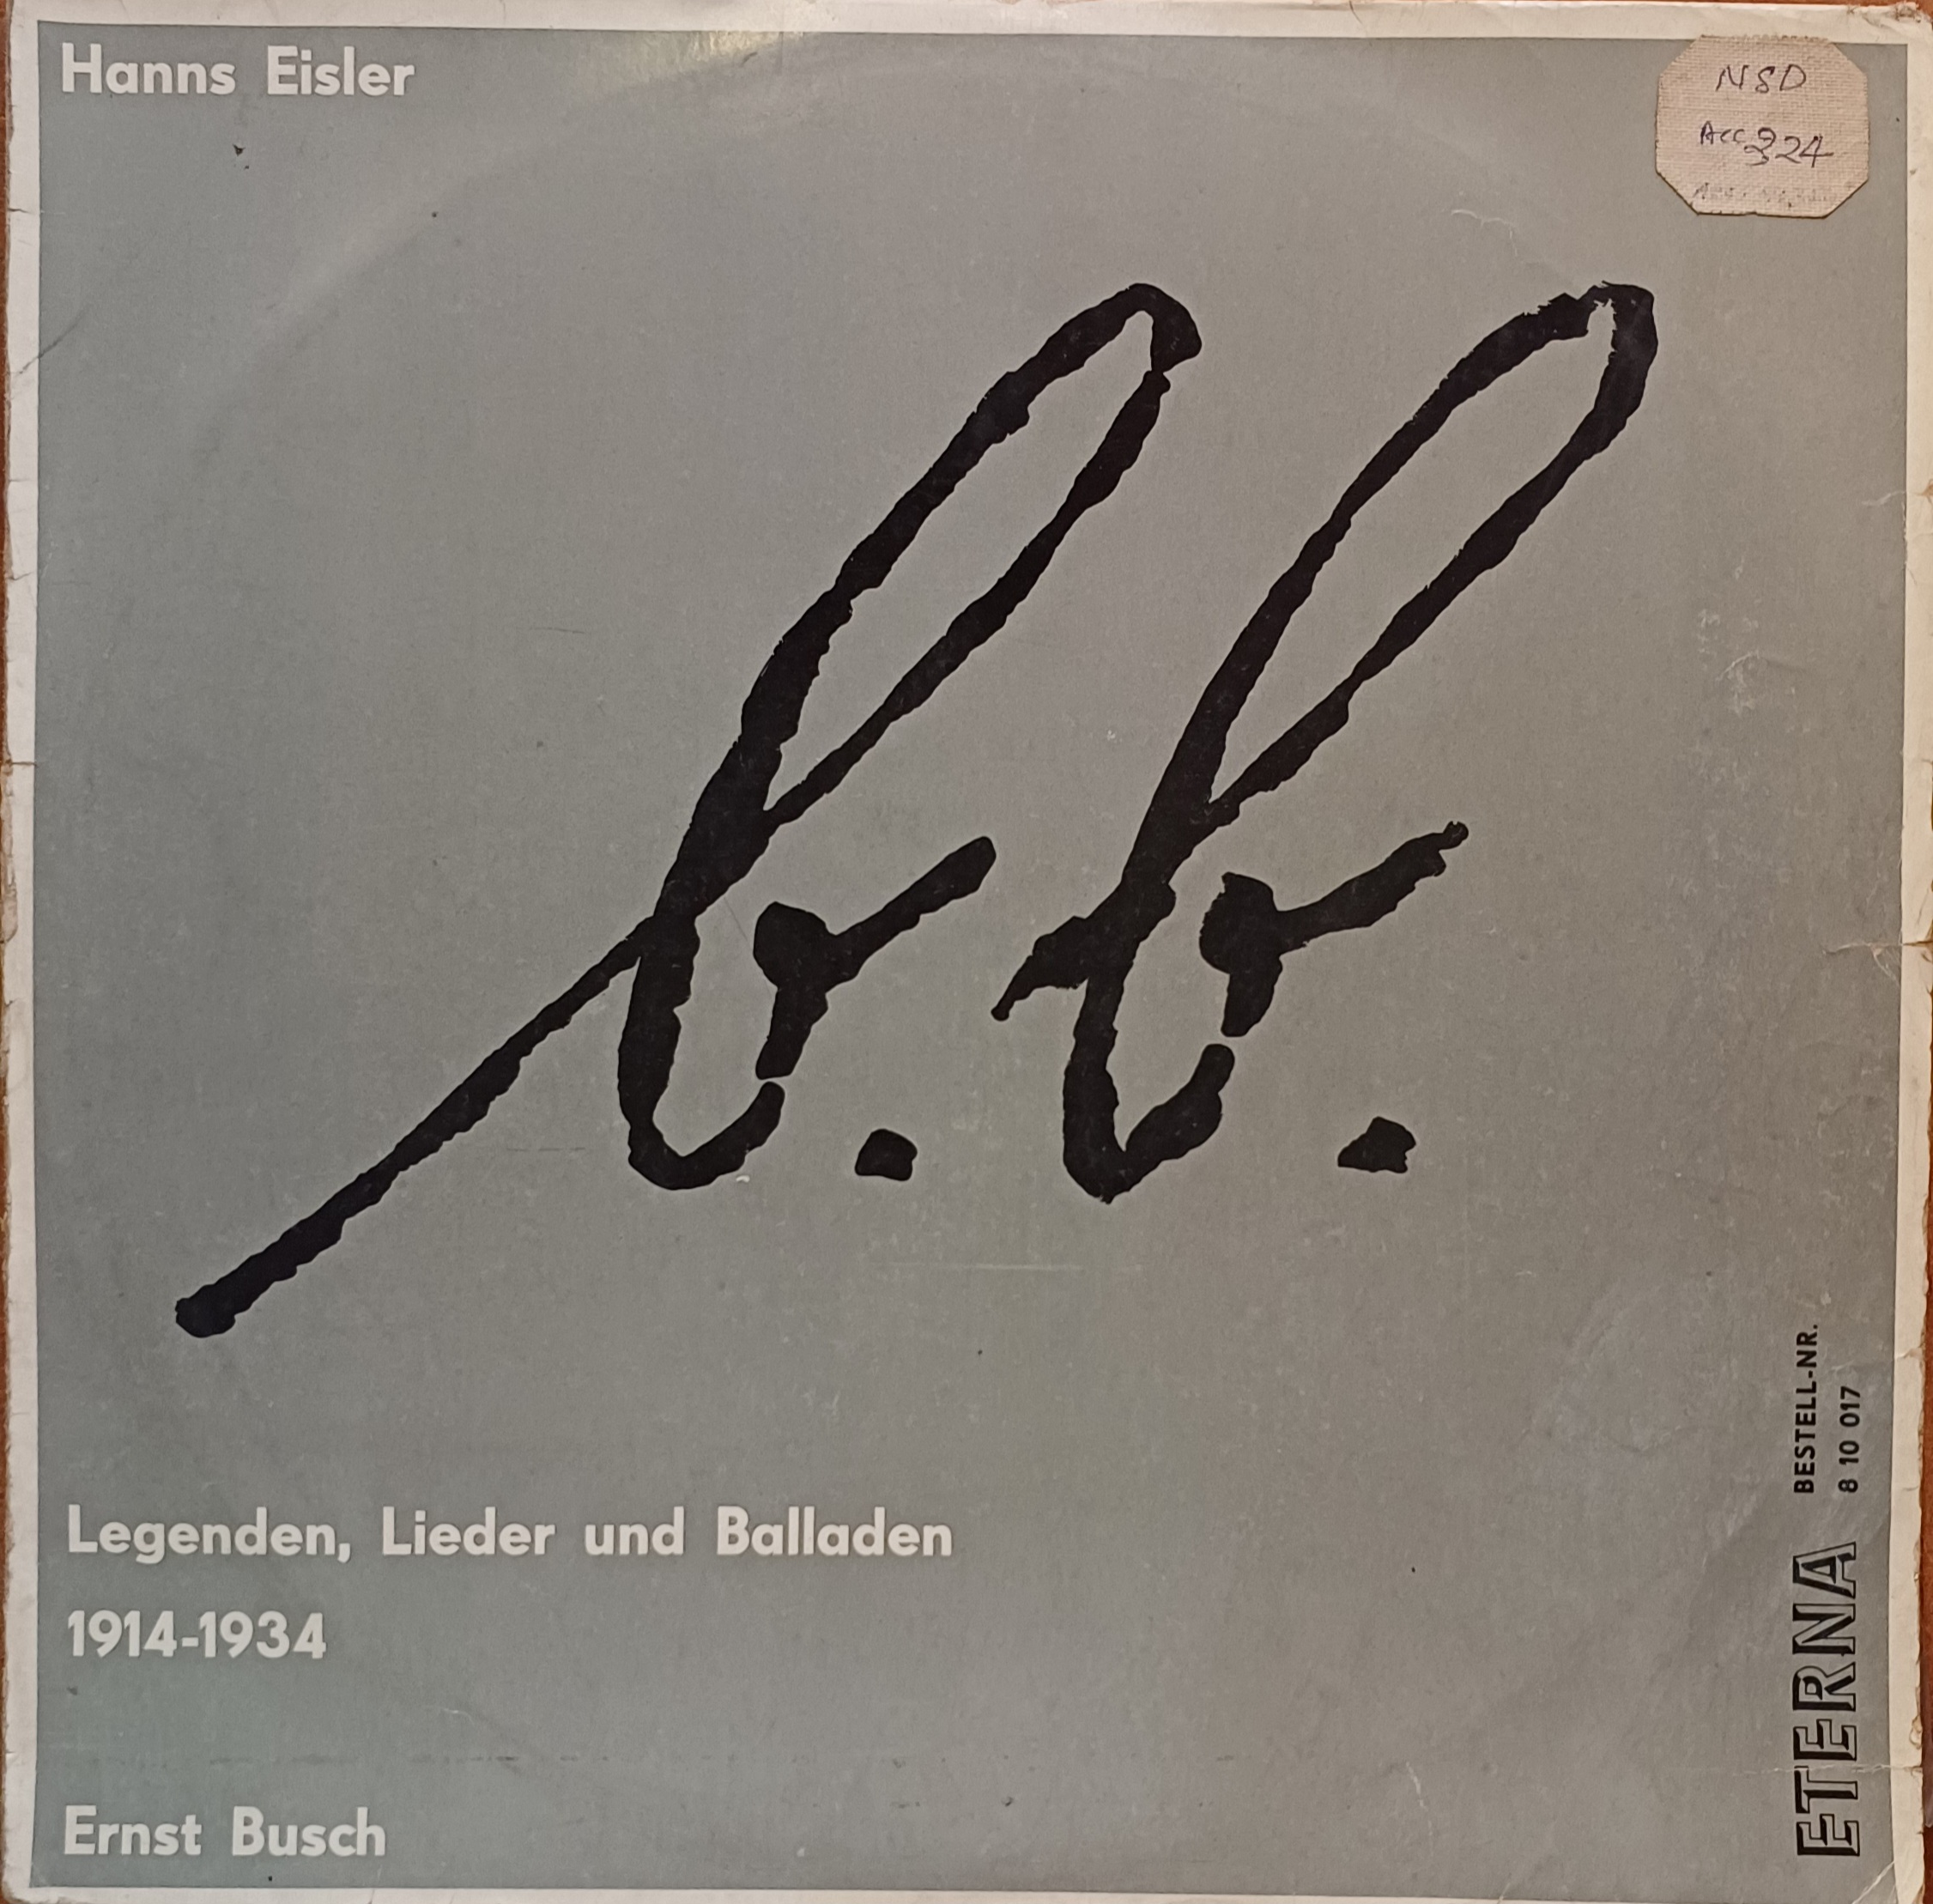 Hanns Eisler
NSD
Acc 324
b. b.
Legenden, Lieder und Balladen
1914-1934
Ernst Busch
ETERNA
BESTELL-NR.
8 10 017